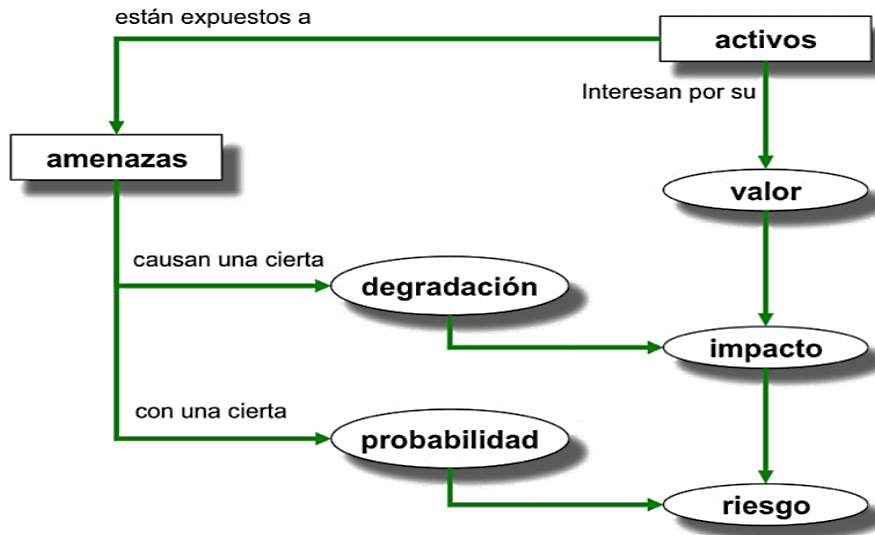 están expuestos a
activos
Interesan por su
amenazas
valor
causan una cierta
degradación
impacto
con una cierta
probabilidad
riesgo